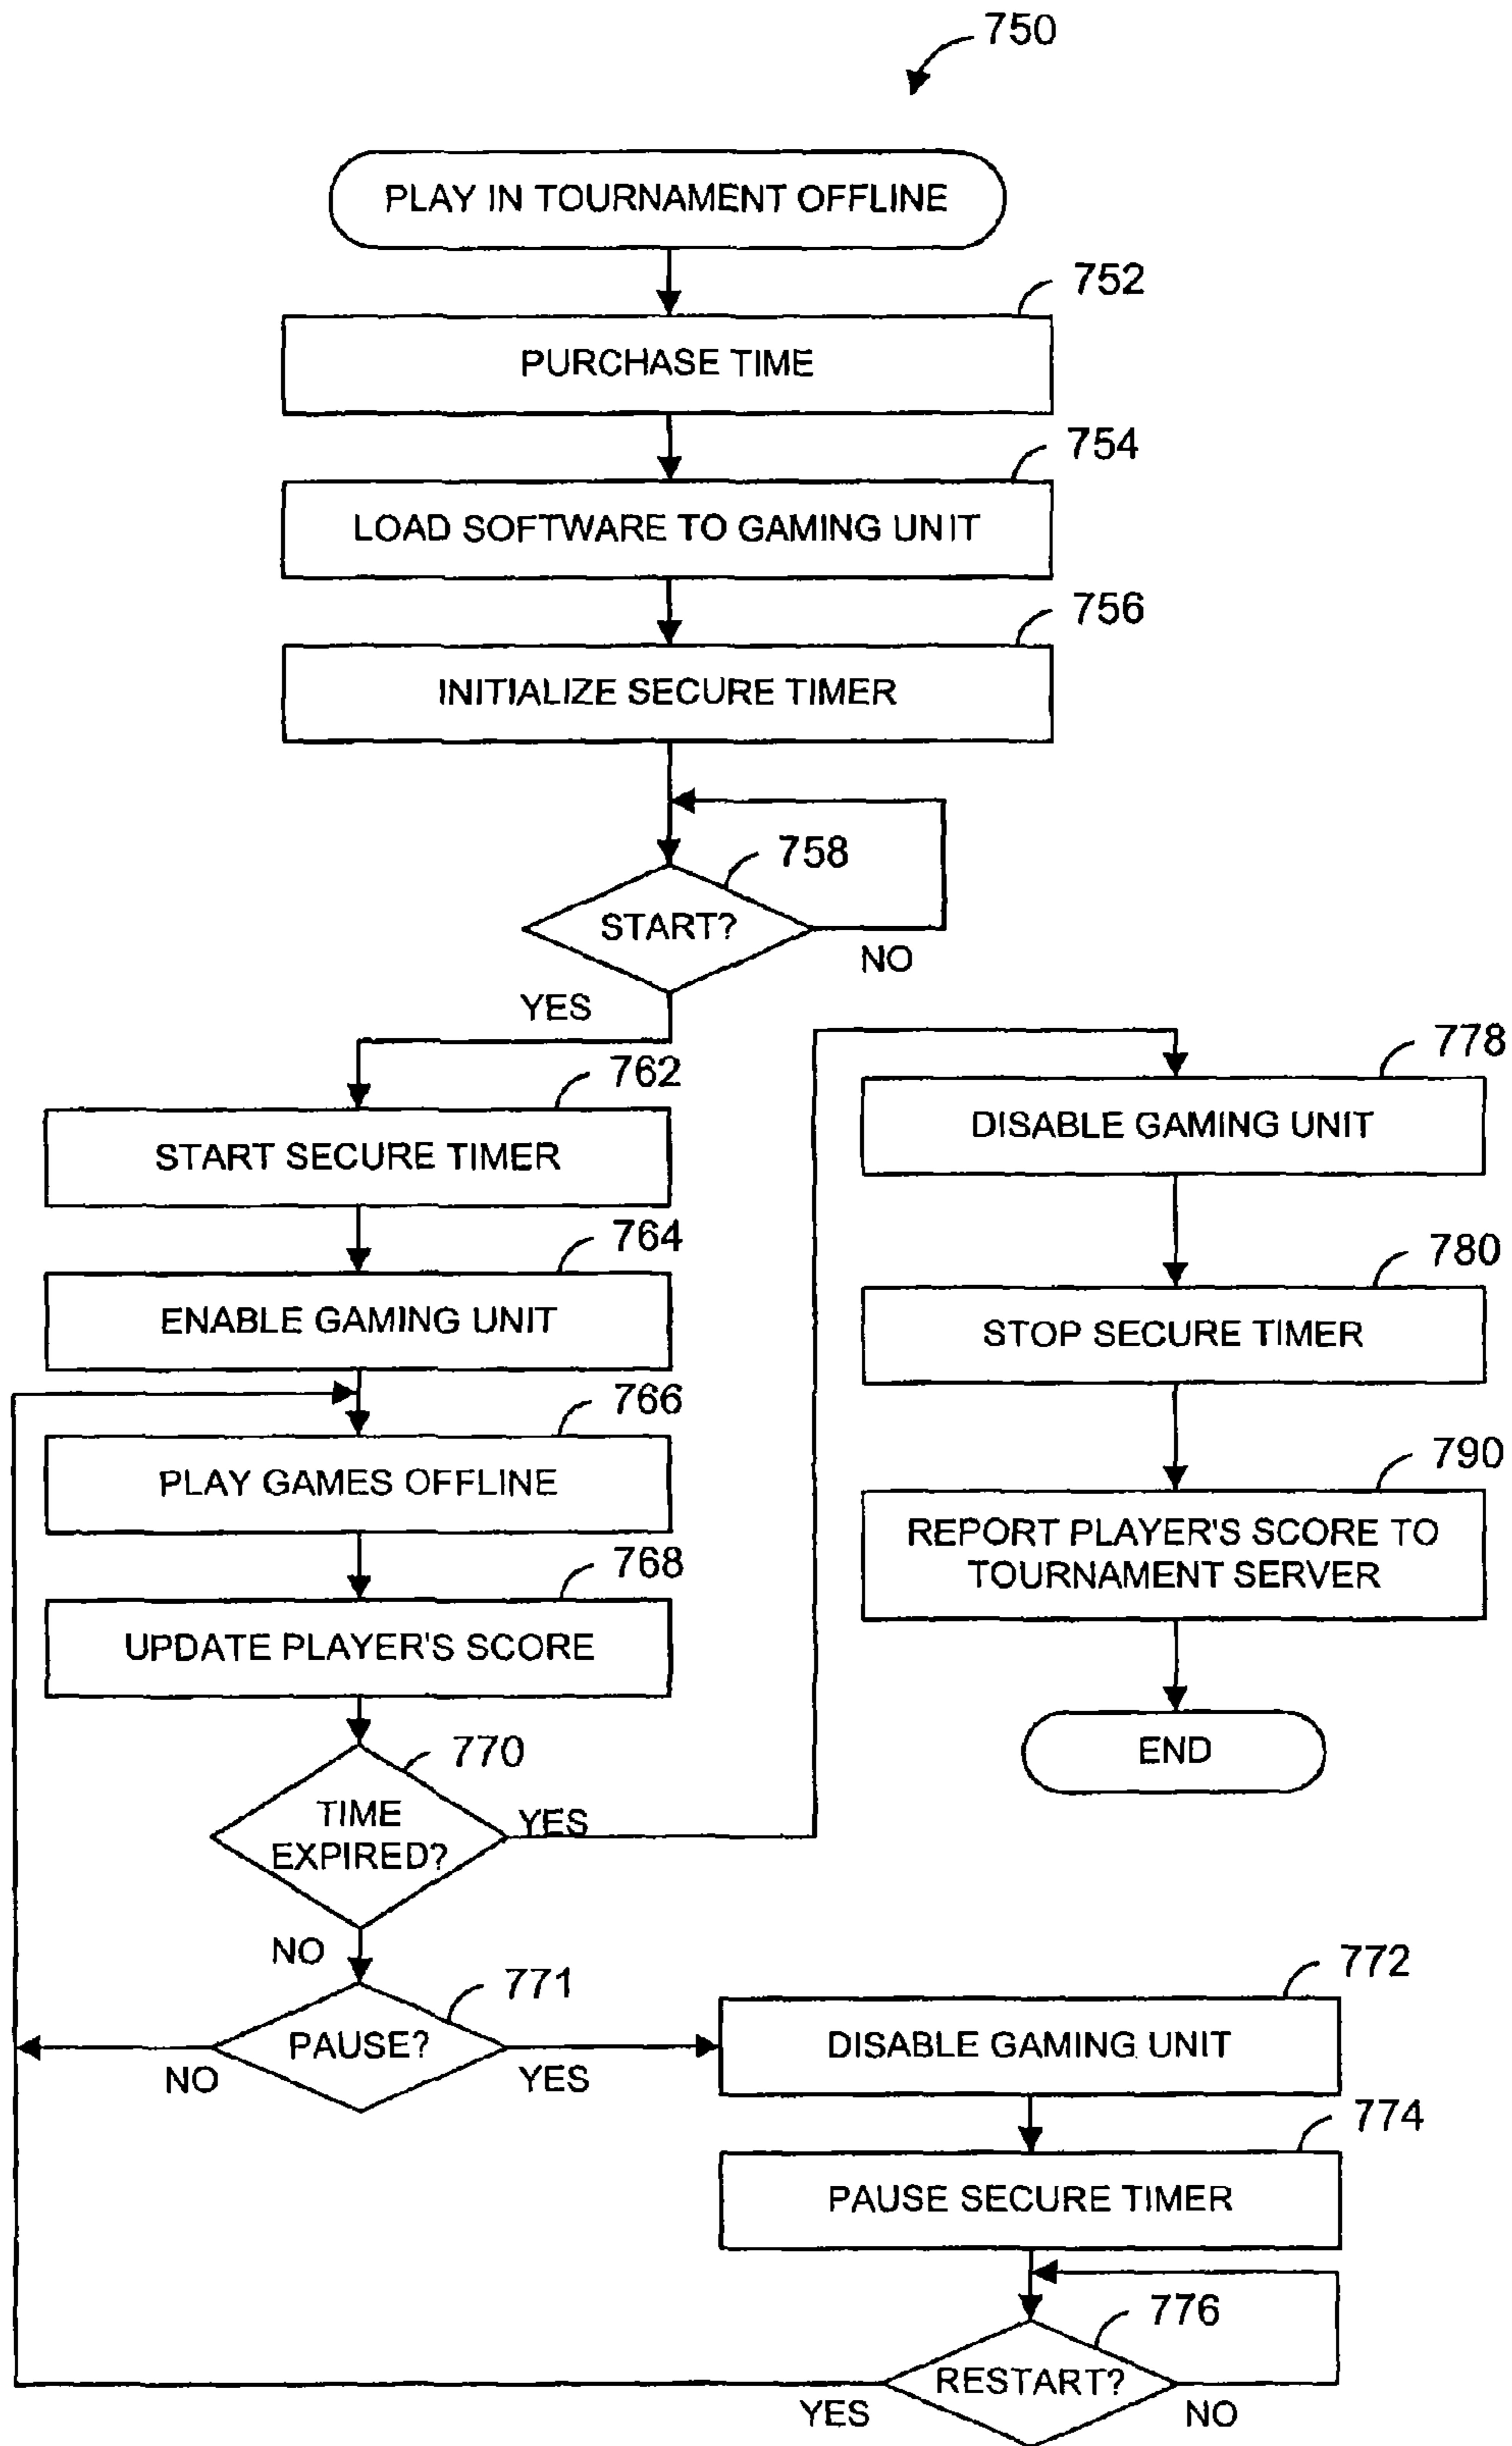 750
PLAY IN TOURNAMENT OFFLINE
752
PURCHASE TIME
754
LOAD SOFTWARE TO GAMING UNIT
756
INITIALIZE SECURE TIMER
758
START?
NO
YES
762
START SECURE TIMER
764
ENABLE GAMING UNIT
766
PLAY GAMES OFFLINE
768
UPDATE PLAYER'S SCORE
770
TIME
EXPIRED?
YES
NO
778
DISABLE GAMING UNIT
780
STOP SECURE TIMER
790
REPORT PLAYER'S SCORE TO
TOURNAMENT SERVER
END
771
PAUSE?
NO
YES
772
DISABLE GAMING UNIT
774
PAUSE SECURE TIMER
776
RESTART?
YES
NO